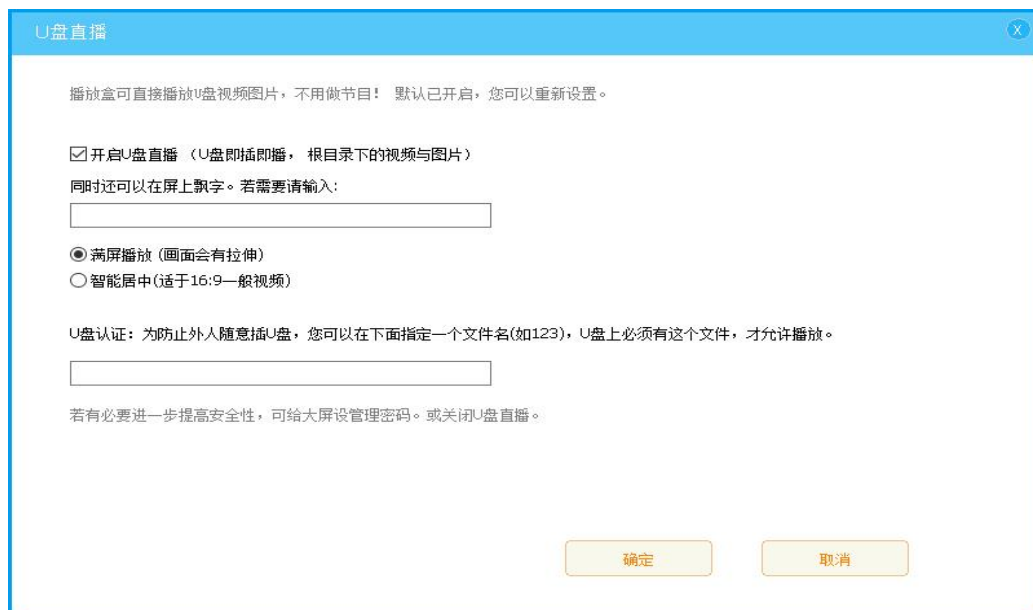 U盘直播
X
播放盒可直接播放U盘视频图片，不用做节目! 默认已开启，您可以重新设置。
开启U盘直播 （U盘即插即播， 根目录下的视频与图片）
同时还可以在屏上飘字。若需要请输入:
满屏播放 (画面会有拉伸)
智能居中(适于16:9一般视频)
U盘认证: 为防止外人随意插U盘，您可以在下面指定一个文件名(如123)，U盘上必须有这个文件，才允许播放。
若有必要进一步提高安全性，可给大屏设管理密码。或关闭U盘直播。
确定
取消